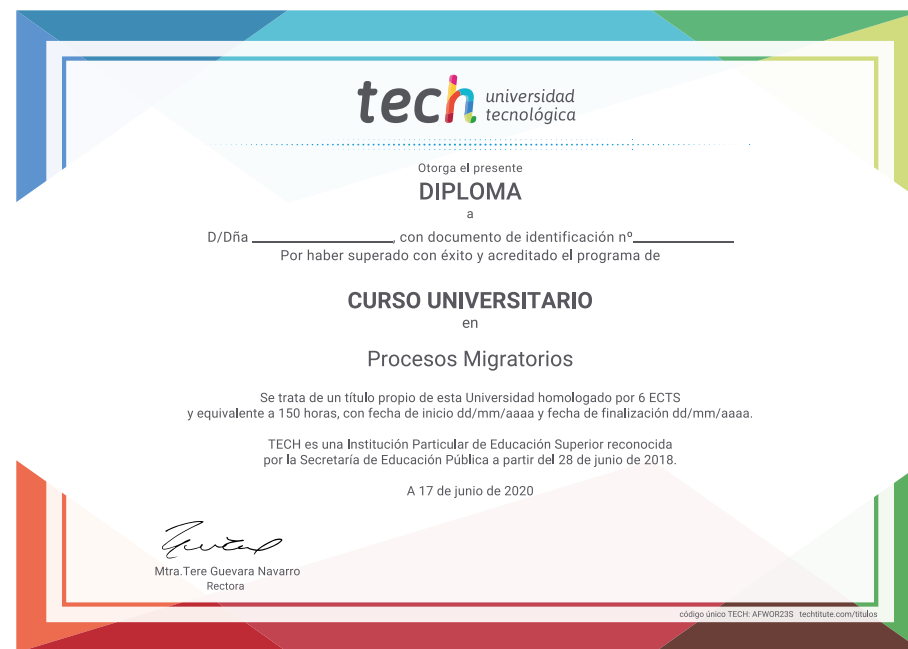 tech universidad
tecnológica
Otorga el presente
DIPLOMA
a
D/Dña ____________________, con documento de identificación nº______________
Por haber superado con éxito y acreditado el programa de
CURSO UNIVERSITARIO
en
Procesos Migratorios
Se trata de un título propio de esta Universidad homologado por 6 ECTS
y equivalente a 150 horas, con fecha de inicio dd/mm/aaaa y fecha de finalización dd/mm/aaaa.
TECH es una Institución Particular de Educación Superior reconocida
por la Secretaría de Educación Pública a partir del 28 de junio de 2018.
A 17 de junio de 2020
Mtra.Tere Guevara Navarro
Rectora
código único TECH: AFWOR23S techtitute.com/titulos